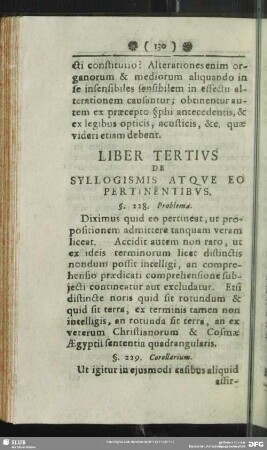 ( 130 )
cti constitutio? Alterationes enim or-
ganorum & mediorum aliquando in
se insensibiles sensibilem in effectu al-
terationem causantur; obtinentur au-
tem ex præcepto §phi antecedentis, &
ex legibus opticis, acusticis, &c. quæ
videri etiam debent.
LIBER TERTIVS
DE
SYLLOGISMIS ATQVE EO
PERTINENTIBVS.
§. 228. Problema.
Diximus quid eo pertineat, ut pro-
positionem admittere tanquam veram
liceat. Accidit autem non raro, ut
ex ideis terminorum licet distinctis
nondum possit intelligi, an compre-
hensio prædicati comprehensione sub-
jecti contineatur aut excludatur. Etsi
distincte noris quid sit rotundum &
quid sit terra, ex terminis tamen non
intelligis, an rotunda sit terra, an ex
veterum Christianorum & Cosmæ
Ægyptii sententia quadrangularis.
§. 229. Corollarium.
Ut igitur in ejusmodi casibus aliquid
assir-
SLUB